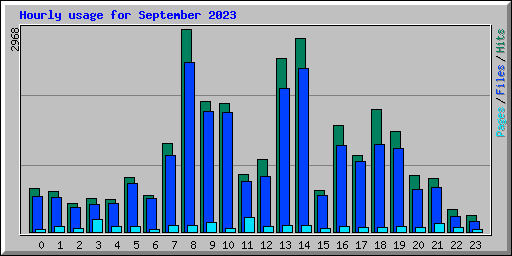 Hourly usage for September 2023
2968
Pages/Files/Hits
0 1 2 3 4 5 6 7 8 9 10 11 12 13 14 15 16 17 18 19 20 21 22 23